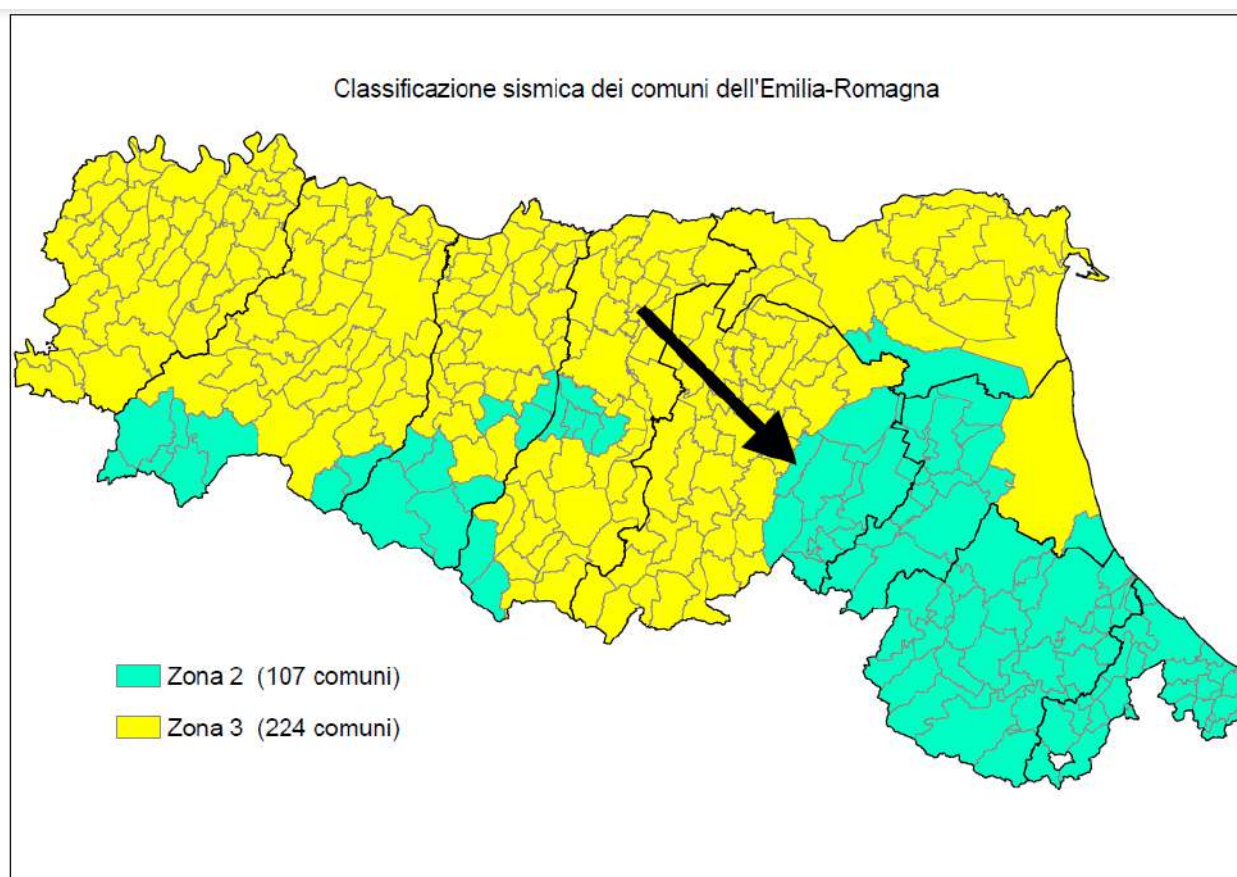 Classificazione sismica dei comuni dell'Emilia-Romagna
Zona 2 (107 comuni)
Zona 3 (224 comuni)